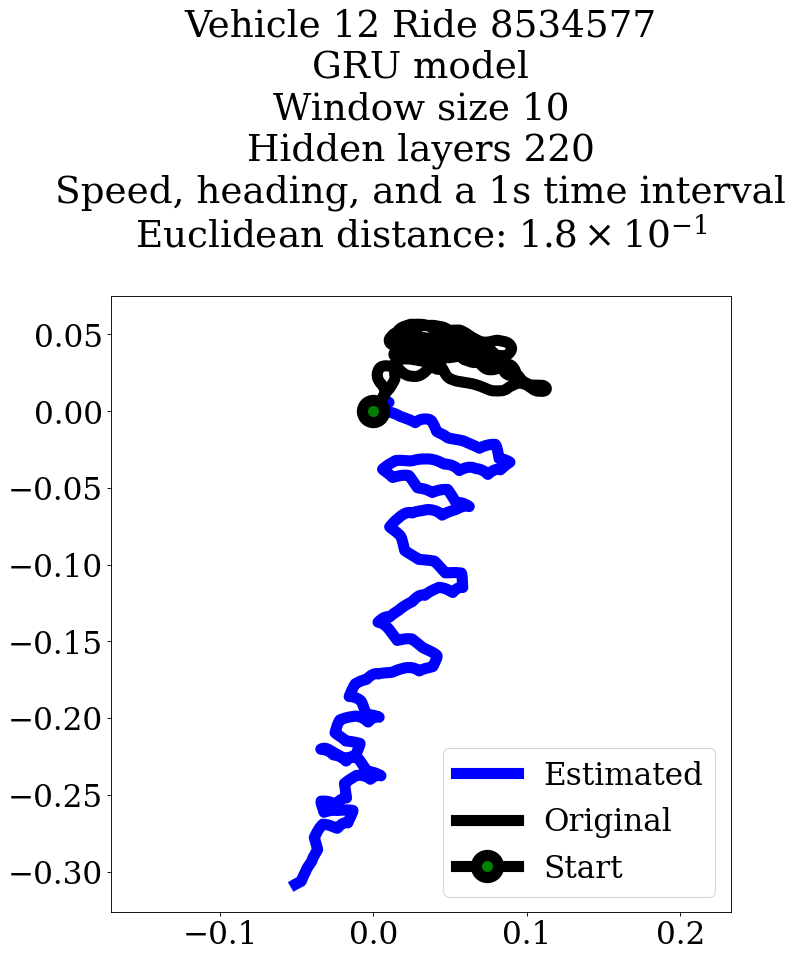 Vehicle 12 Ride 8534577
GRU model
Window size 10
Hidden layers 220
Speed, heading, and a 1s time interval
Euclidean distance: 1.8 × 10⁻¹
0.05
0.00
−0.05
−0.10
−0.15
−0.20
−0.25
−0.30
Estimated
Original
Start
−0.1
0.0
0.1
0.2